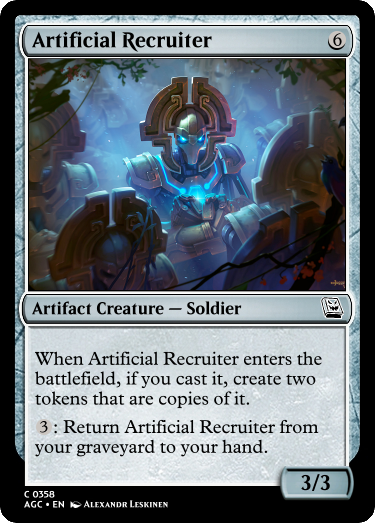 Artificial Recruiter 6
Artifact Creature — Soldier
When Artificial Recruiter enters the
battlefield, if you cast it, create two
tokens that are copies of it.
3 : Return Artificial Recruiter from
your graveyard to your hand.
3/3
C 0358
AGC • EN Alexandr Leskinen